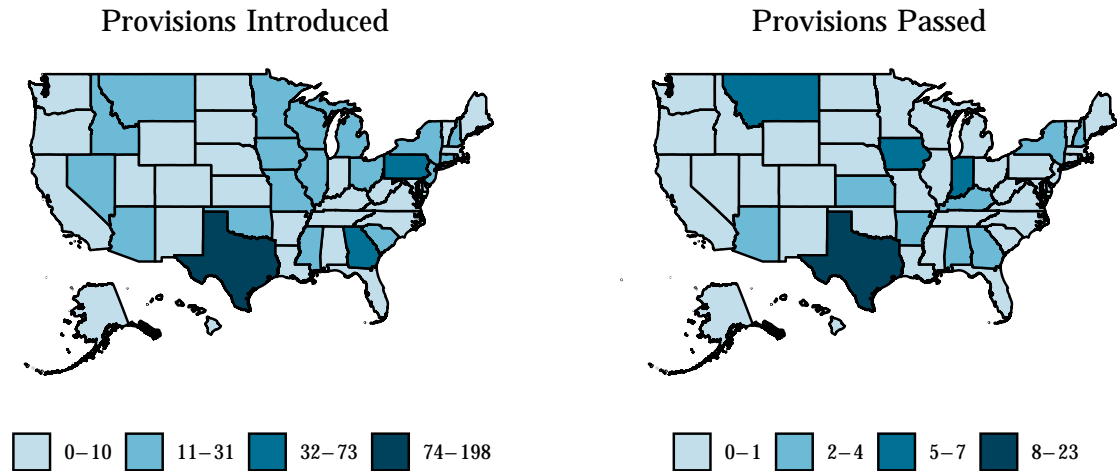 Provisions Introduced
Provisions Passed
0–10 11–31 32–73 74–198
0–1 2–4 5–7 8–23